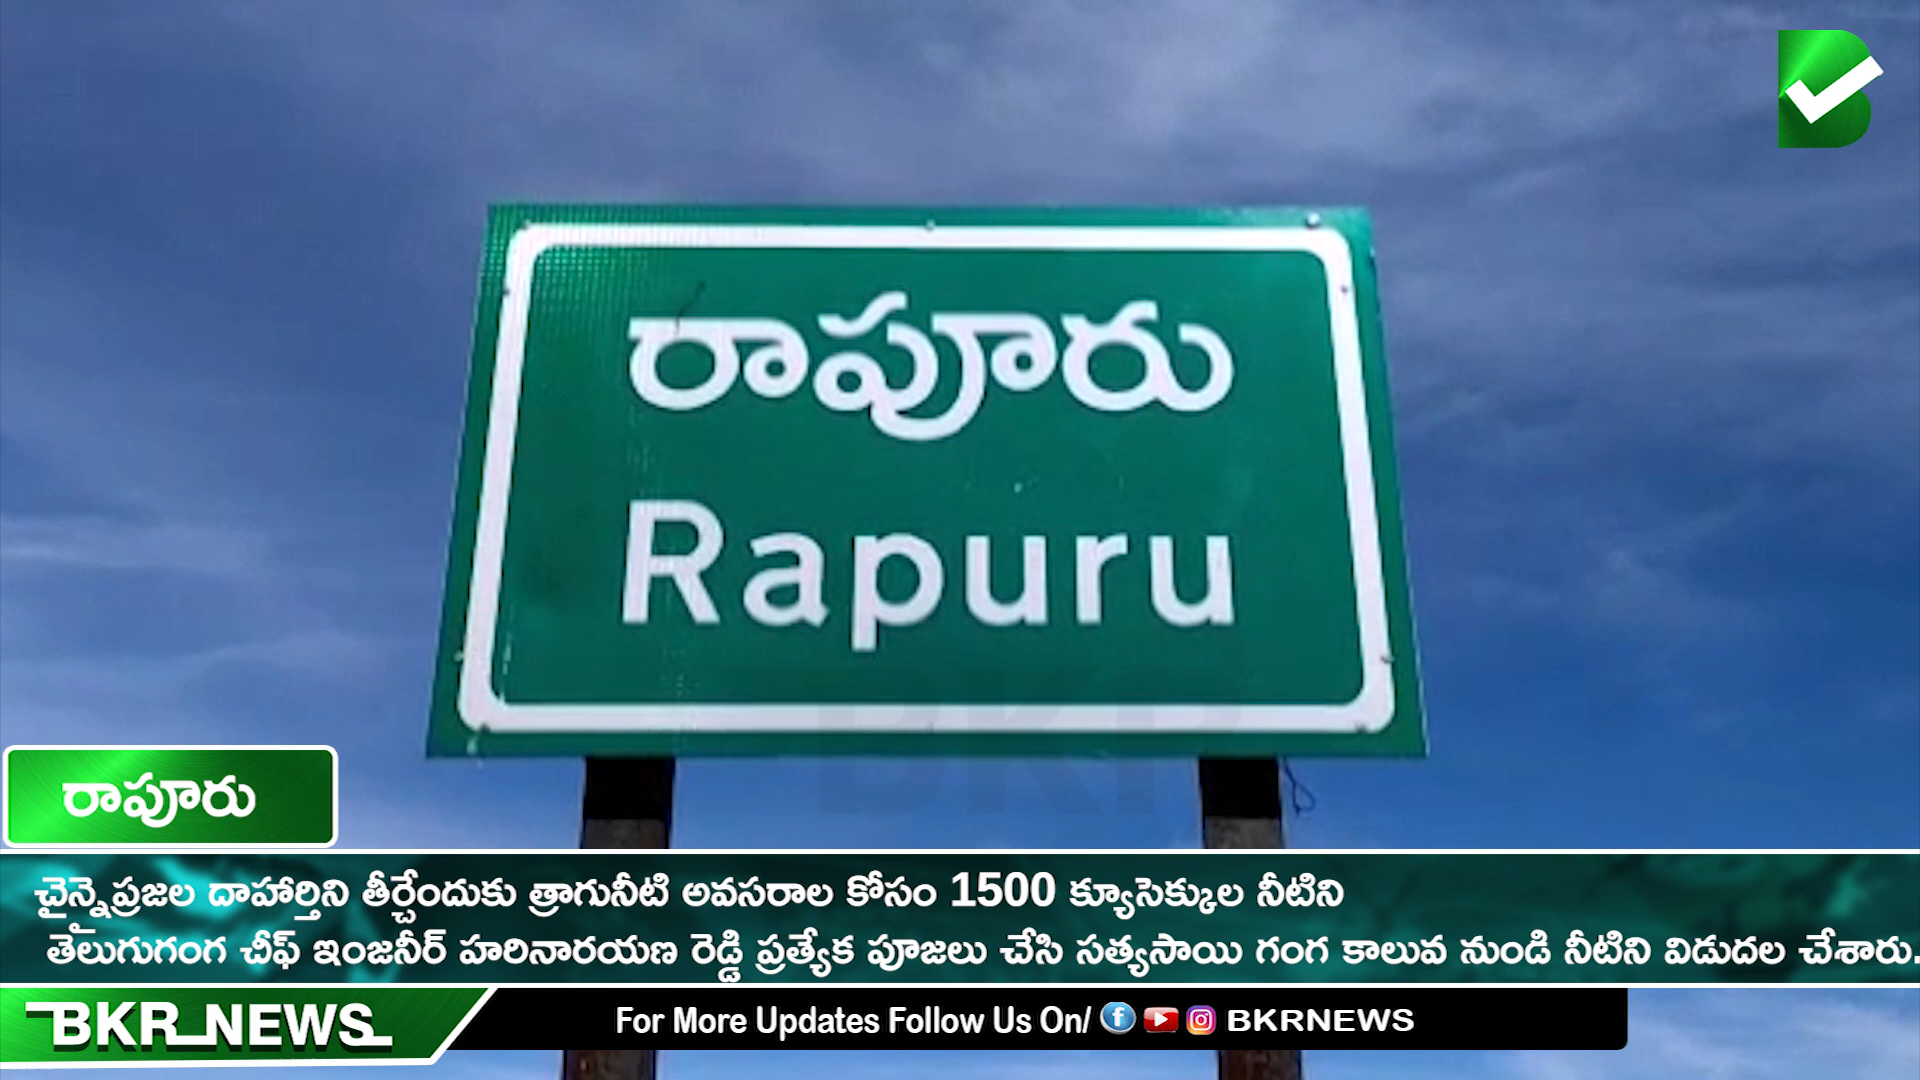 రాపూరు
Rapuru
BKR
రాపూరు
చైన్నైప్రజల దాహార్తిని తీర్చేందుకు త్రాగునీటి అవసరాల కోసం 1500 క్యూసెక్కుల నీటిని
తెలుగుగంగ చీఫ్ ఇంజనీర్ హరినారయణ రెడ్డి ప్రత్యేక పూజలు చేసి సత్యసాయి గంగ కాలువ నుండి నీటిని విడుదల చేశారు.
BKR NEWS
For More Updates Follow Us On/ BKRNEWS